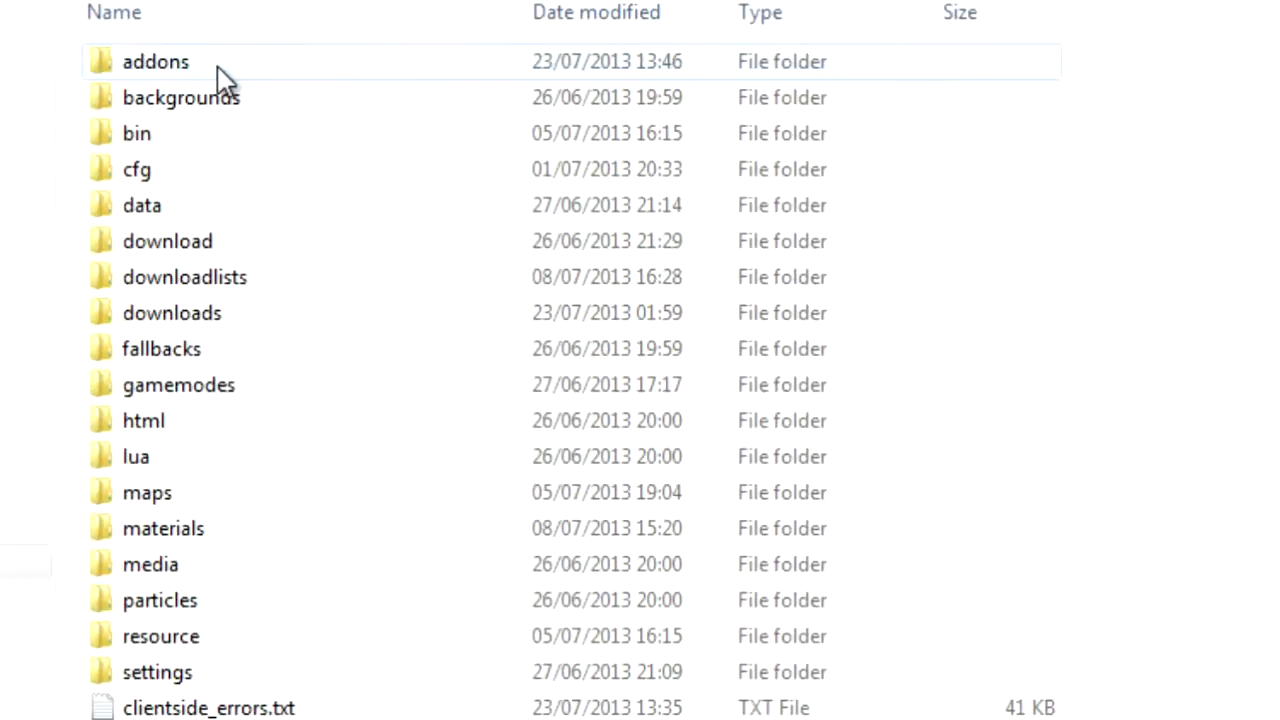 Name Date modified Type Size
addons 23/07/2013 13:46 File folder
backgrounds 26/06/2013 19:59 File folder
bin 05/07/2013 16:15 File folder
cfg 01/07/2013 20:33 File folder
data 27/06/2013 21:14 File folder
download 26/06/2013 21:29 File folder
downloadlists 08/07/2013 16:28 File folder
downloads 23/07/2013 01:59 File folder
fallbacks 26/06/2013 19:59 File folder
gamemodes 27/06/2013 17:17 File folder
html 26/06/2013 20:00 File folder
lua 26/06/2013 20:00 File folder
maps 05/07/2013 19:04 File folder
materials 08/07/2013 15:20 File folder
media 26/06/2013 20:00 File folder
particles 26/06/2013 20:00 File folder
resource 05/07/2013 16:15 File folder
settings 27/06/2013 21:09 File folder
clientside_errors.txt 23/07/2013 13:35 TXT File 41 KB